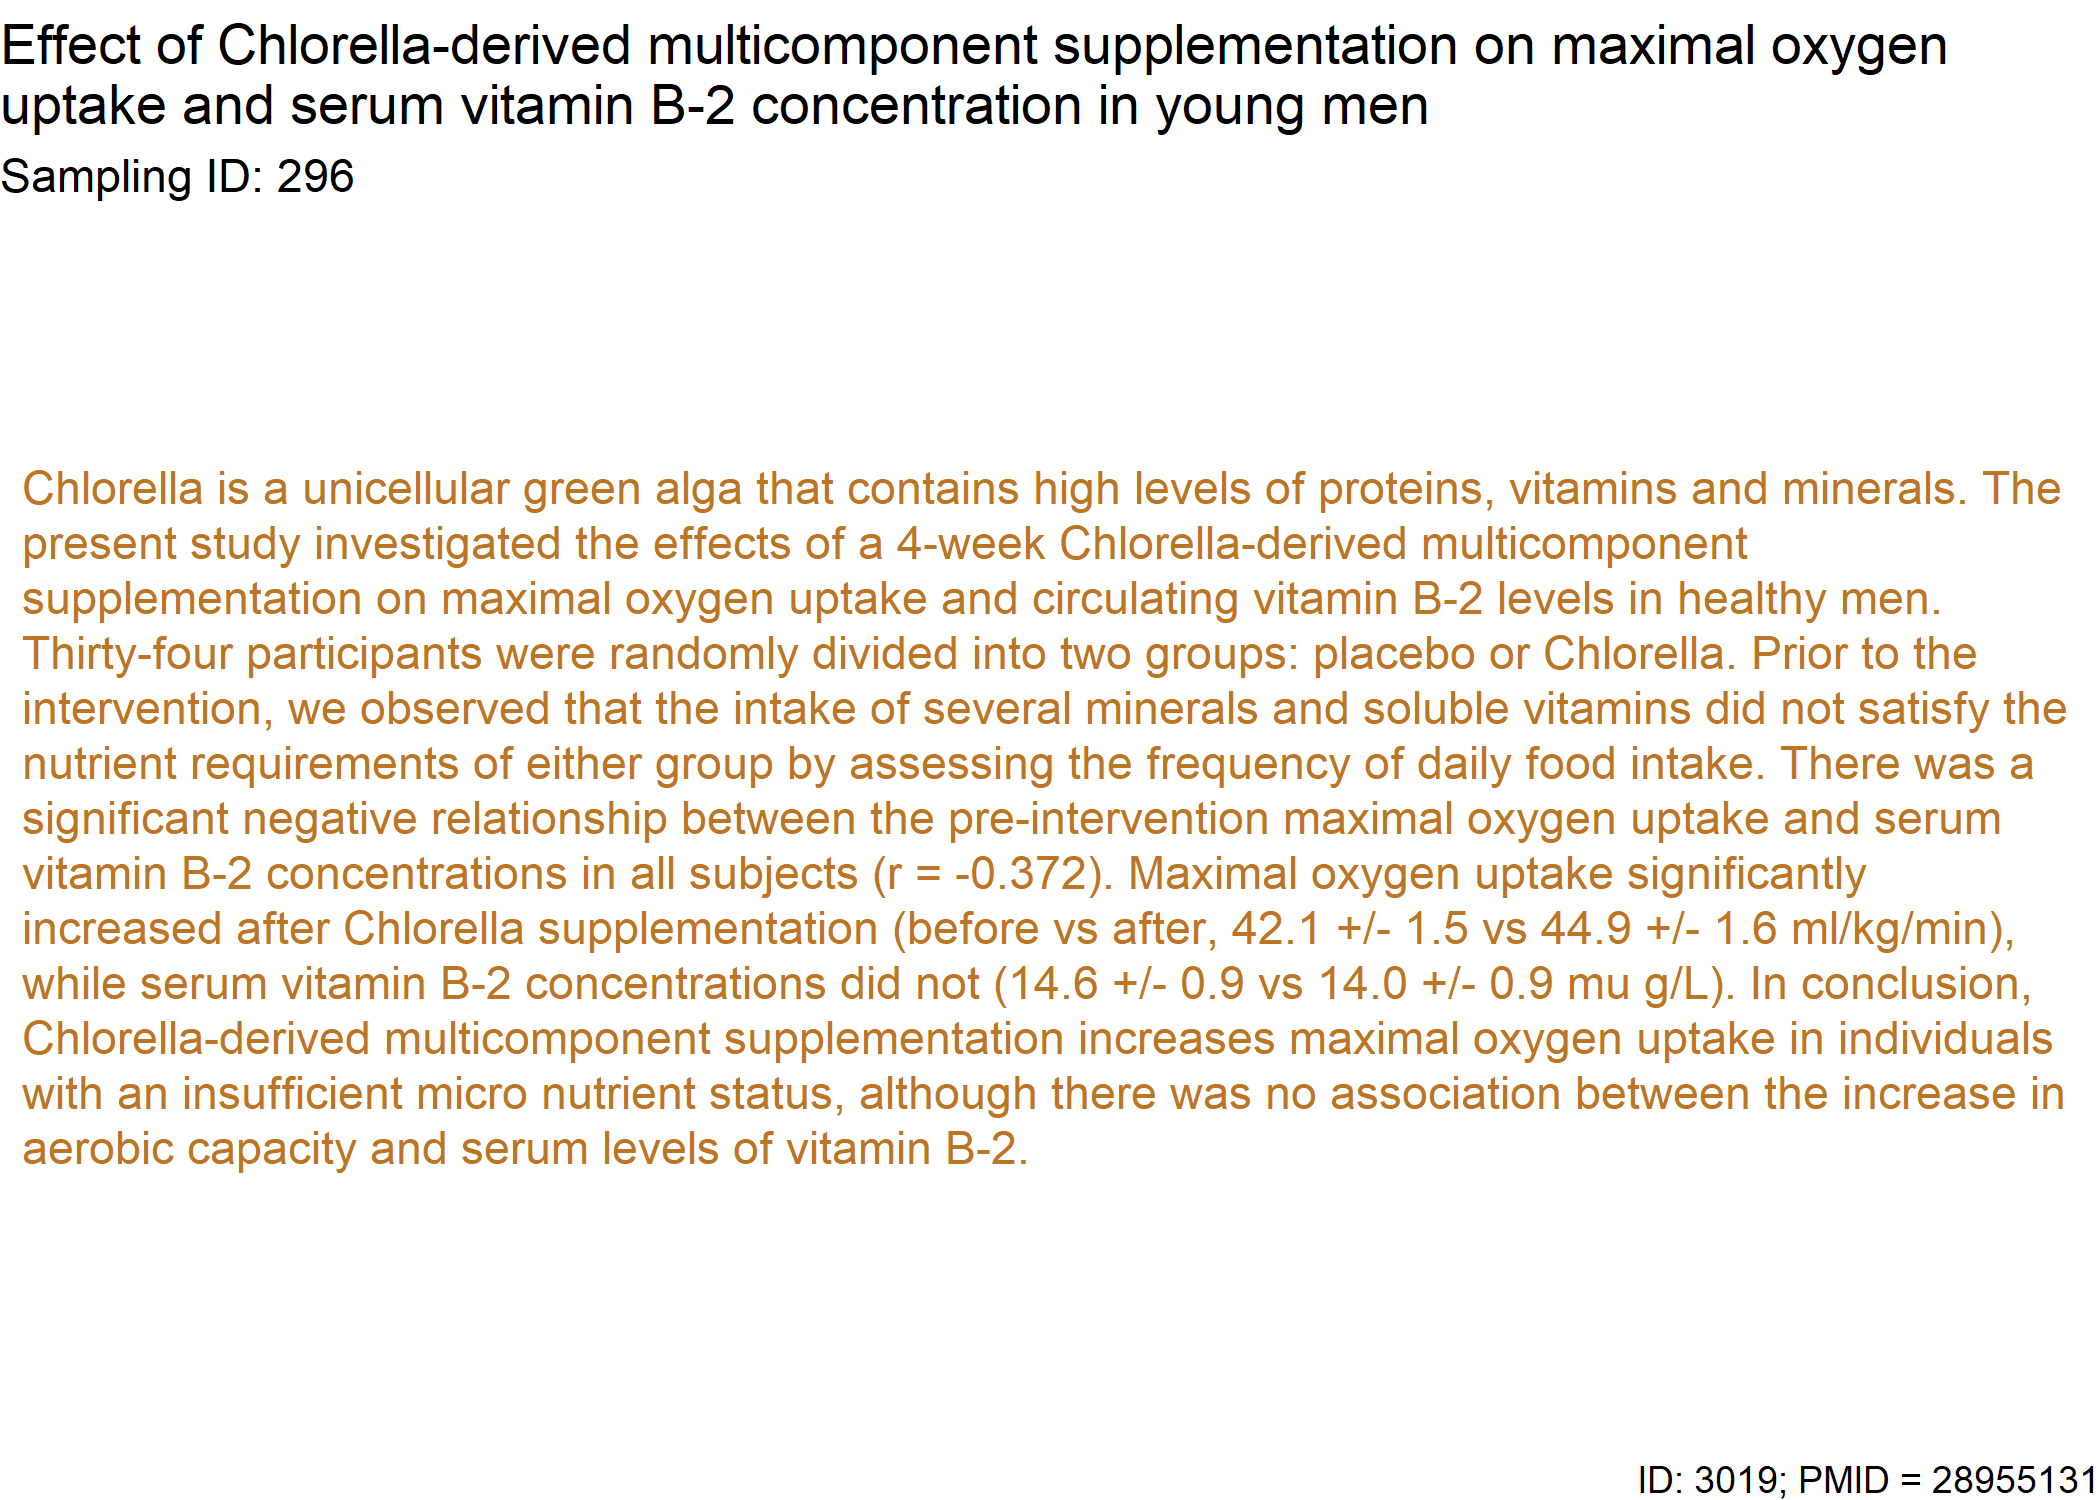 Effect of Chlorella-derived multicomponent supplementation on maximal oxygen
uptake and serum vitamin B-2 concentration in young men
Sampling ID: 296
Chlorella is a unicellular green alga that contains high levels of proteins, vitamins and minerals. The
present study investigated the effects of a 4-week Chlorella-derived multicomponent
supplementation on maximal oxygen uptake and circulating vitamin B-2 levels in healthy men.
Thirty-four participants were randomly divided into two groups: placebo or Chlorella. Prior to the
intervention, we observed that the intake of several minerals and soluble vitamins did not satisfy the
nutrient requirements of either group by assessing the frequency of daily food intake. There was a
significant negative relationship between the pre-intervention maximal oxygen uptake and serum
vitamin B-2 concentrations in all subjects (r = -0.372). Maximal oxygen uptake significantly
increased after Chlorella supplementation (before vs after, 42.1 +/- 1.5 vs 44.9 +/- 1.6 ml/kg/min),
while serum vitamin B-2 concentrations did not (14.6 +/- 0.9 vs 14.0 +/- 0.9 mu g/L). In conclusion,
Chlorella-derived multicomponent supplementation increases maximal oxygen uptake in individuals
with an insufficient micro nutrient status, although there was no association between the increase in
aerobic capacity and serum levels of vitamin B-2.
ID: 3019; PMID = 28955131